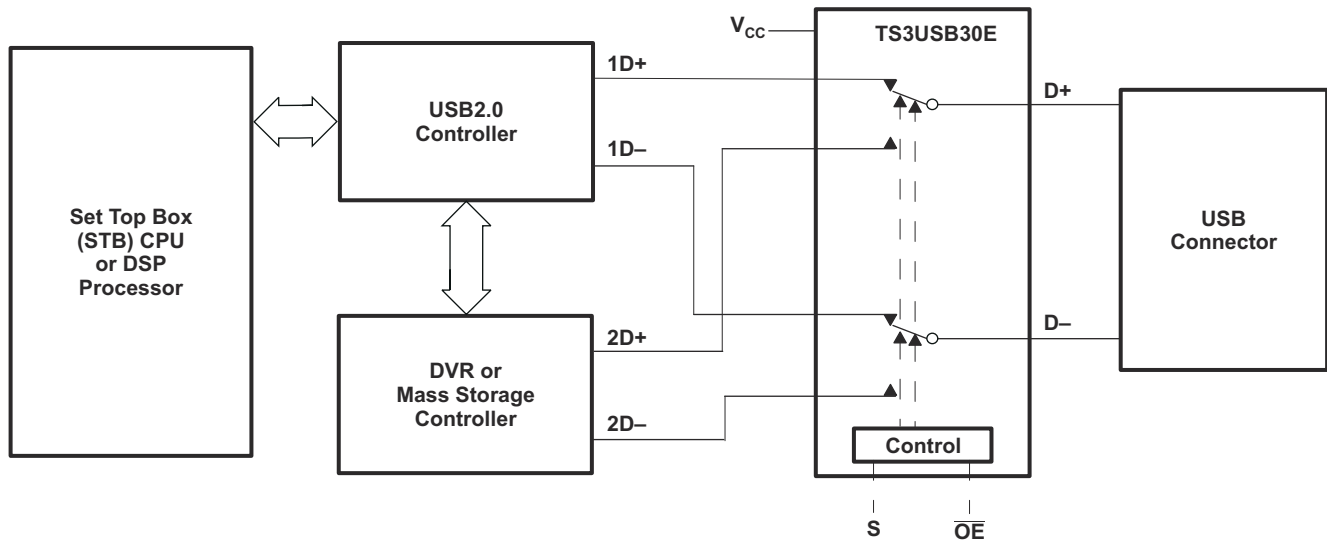 Set Top Box
(STB) CPU
or DSP
Processor
USB2.0
Controller
DVR or
Mass Storage
Controller
1D+
1D–
2D+
2D–
VCC
TS3USB30E
Control
S
OE
D+
D–
USB
Connector